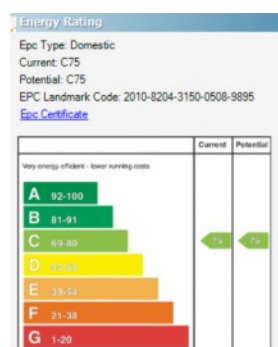 Energy Rating
Epc Type: Domestic
Current: C75
Potential: C75
EPC Landmark Code: 2010-8204-3150-0508-9895
Epc Certificate
Current Potential
Very energy efficient - lower running costs
A 92-100
B 81-91
C 69-80 75 75
D
E 39-54
F 21-38
G 1-20